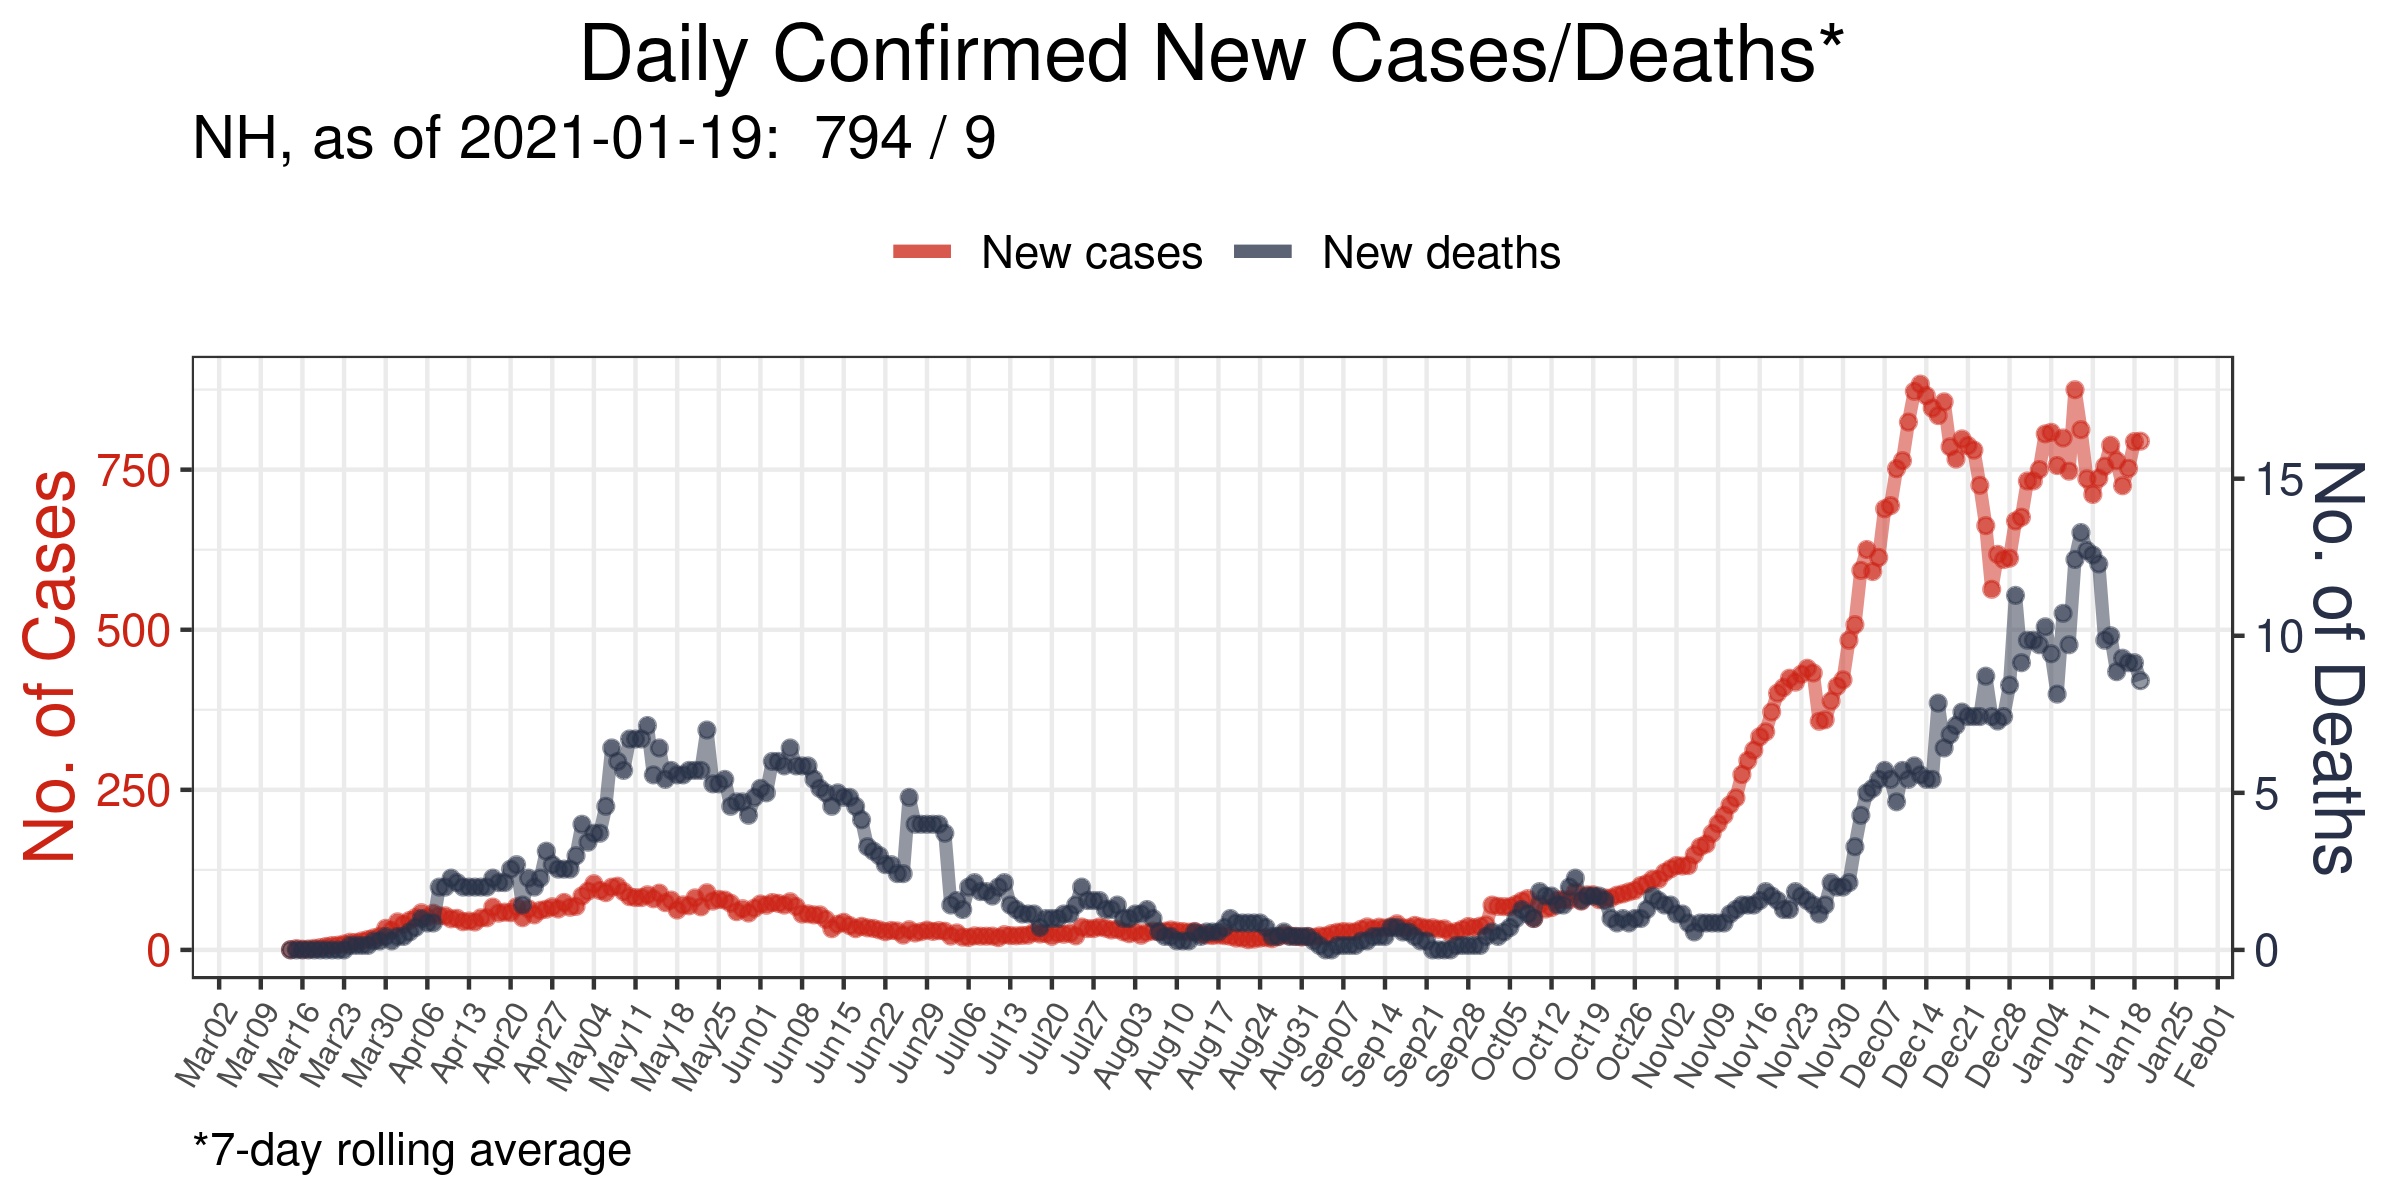 Daily Confirmed New Cases/Deaths*
NH, as of 2021-01-19:  794 / 9
New cases
New deaths
No. of Cases
750
500
250
0
15
10
5
0
No. of Deaths
Mar02
Mar09
Mar16
Mar23
Mar30
Apr06
Apr13
Apr20
Apr27
May04
May11
May18
May25
Jun01
Jun08
Jun15
Jun22
Jun29
Jul06
Jul13
Jul20
Jul27
Aug03
Aug10
Aug17
Aug24
Aug31
Sep07
Sep14
Sep21
Sep28
Oct05
Oct12
Oct19
Oct26
Nov02
Nov09
Nov16
Nov23
Nov30
Dec07
Dec14
Dec21
Dec28
Jan04
Jan11
Jan18
Jan25
Feb01
*7-day rolling average